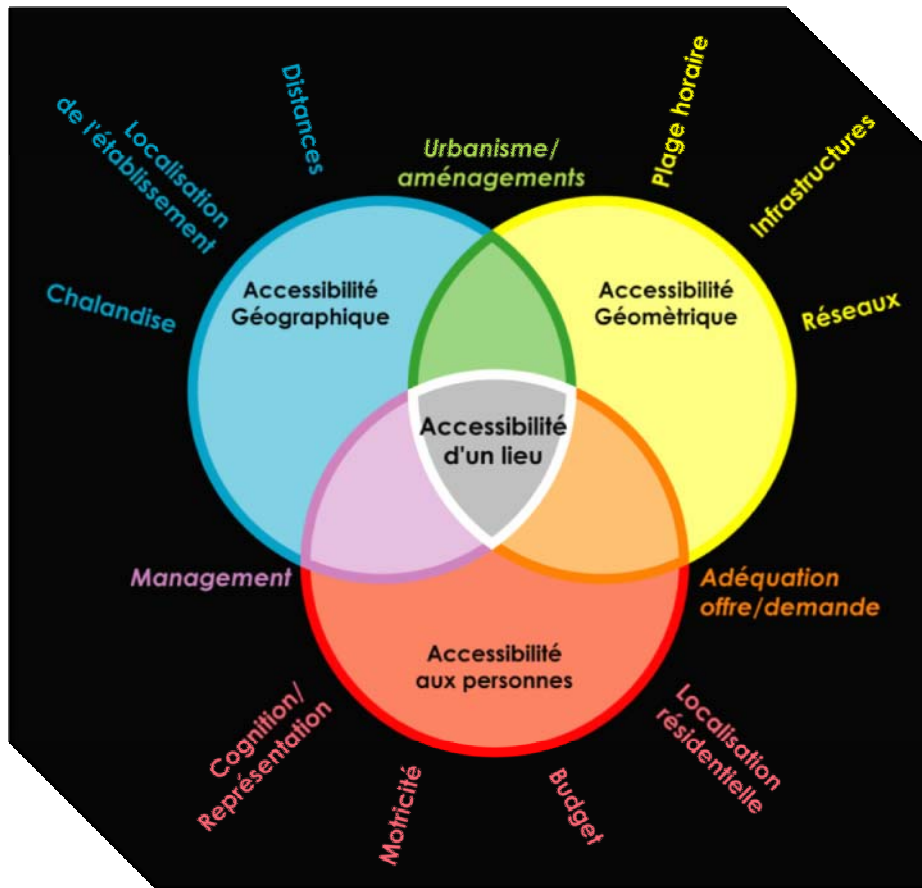 Distances
Localisation
de l'établissement
Chalandise
Urbanisme/
aménagements
Plage horaire
Infrastructures
Réseaux
Accessibilité
Géographique
Accessibilité
Géomètrique
Accessibilité
d'un lieu
Management
Adéquation
offre/demande
Accessibilité
aux personnes
Cognition/
Représentation
Motricité
Budget
Localisation
résidentielle